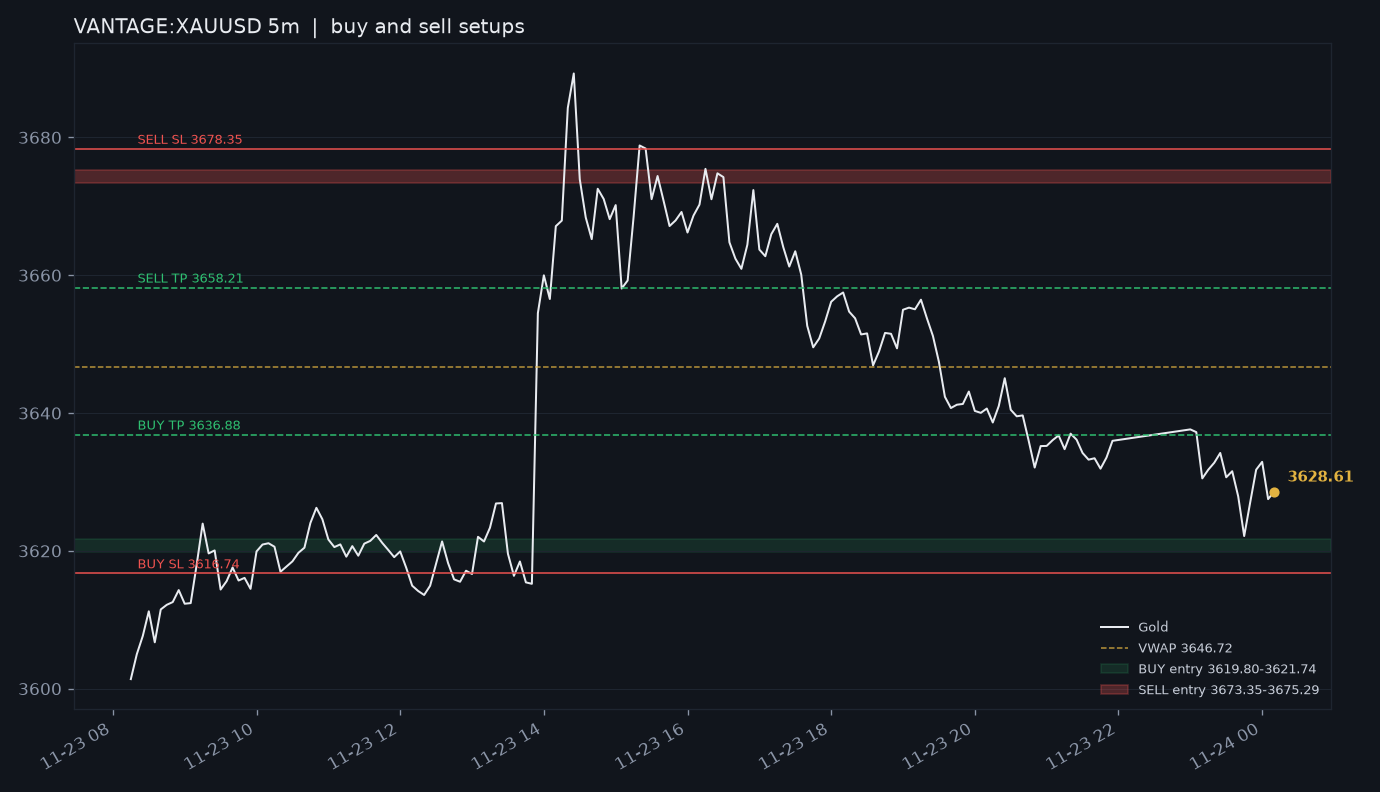 VANTAGE:XAUUSD 5m | buy and sell setups
3680
SELL SL 3678.35
3660
SELL TP 3658.21
3640
BUY TP 3636.88
3628.61
3620
BUY SL 3616.74
3600
Gold
VWAP 3646.72
BUY entry 3619.80-3621.74
SELL entry 3673.35-3675.29
11-23 08
11-23 10
11-23 12
11-23 14
11-23 16
11-23 18
11-23 20
11-23 22
11-24 00